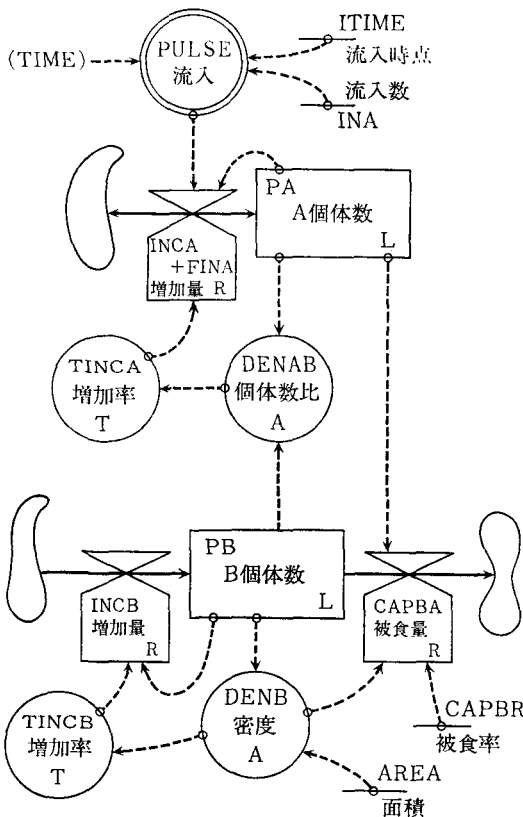 ITIME
流入時点
(TIME)
PULSE
流入
流入数
INA
PA
A個体数
L
INCA
+FINA
増加量 R
TINCA
増加率
T
DENAB
個体数比
A
PB
B個体数
L
INCB
増加量
R
CAPBA
被食量
R
TINCB
増加率
T
DENB
密度
A
CAPBR
被食率
AREA
面積